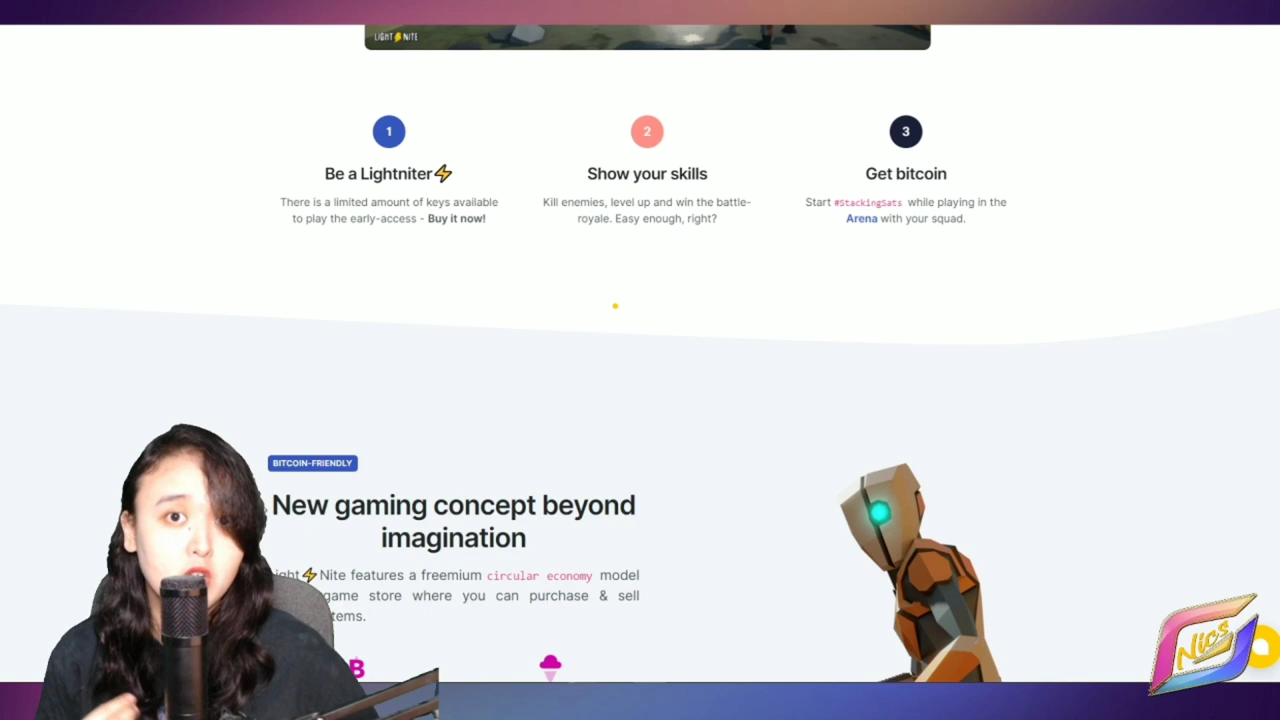 LIGHT⚡NITE
1
2
3
Be a Lightniter⚡
Show your skills
Get bitcoin
There is a limited amount of keys available
to play the early-access - Buy it now!
Kill enemies, level up and win the battle-
royale. Easy enough, right?
Start #StackingSats while playing in the
Arena with your squad.
BITCOIN-FRIENDLY
New gaming concept beyond
imagination
ight⚡Nite features a freemium circular economy model
game store where you can purchase & sell
tems.
Nics